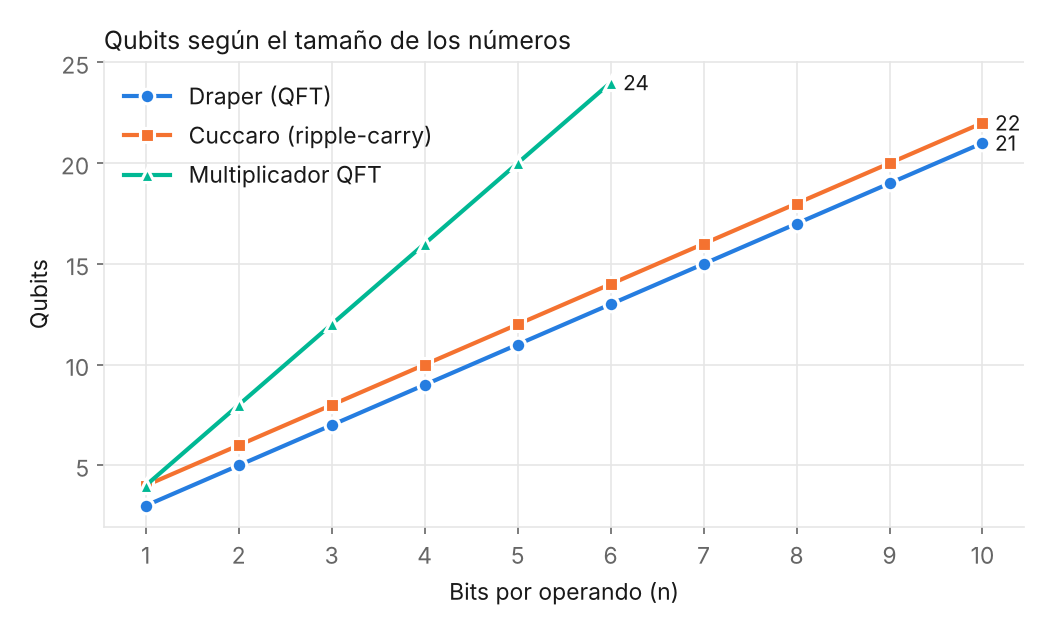 Qubits según el tamaño de los números
25
20
15
10
5
Qubits
Draper (QFT)
Cuccaro (ripple-carry)
Multiplicador QFT
24
22
21
1 2 3 4 5 6 7 8 9 10
Bits por operando (n)